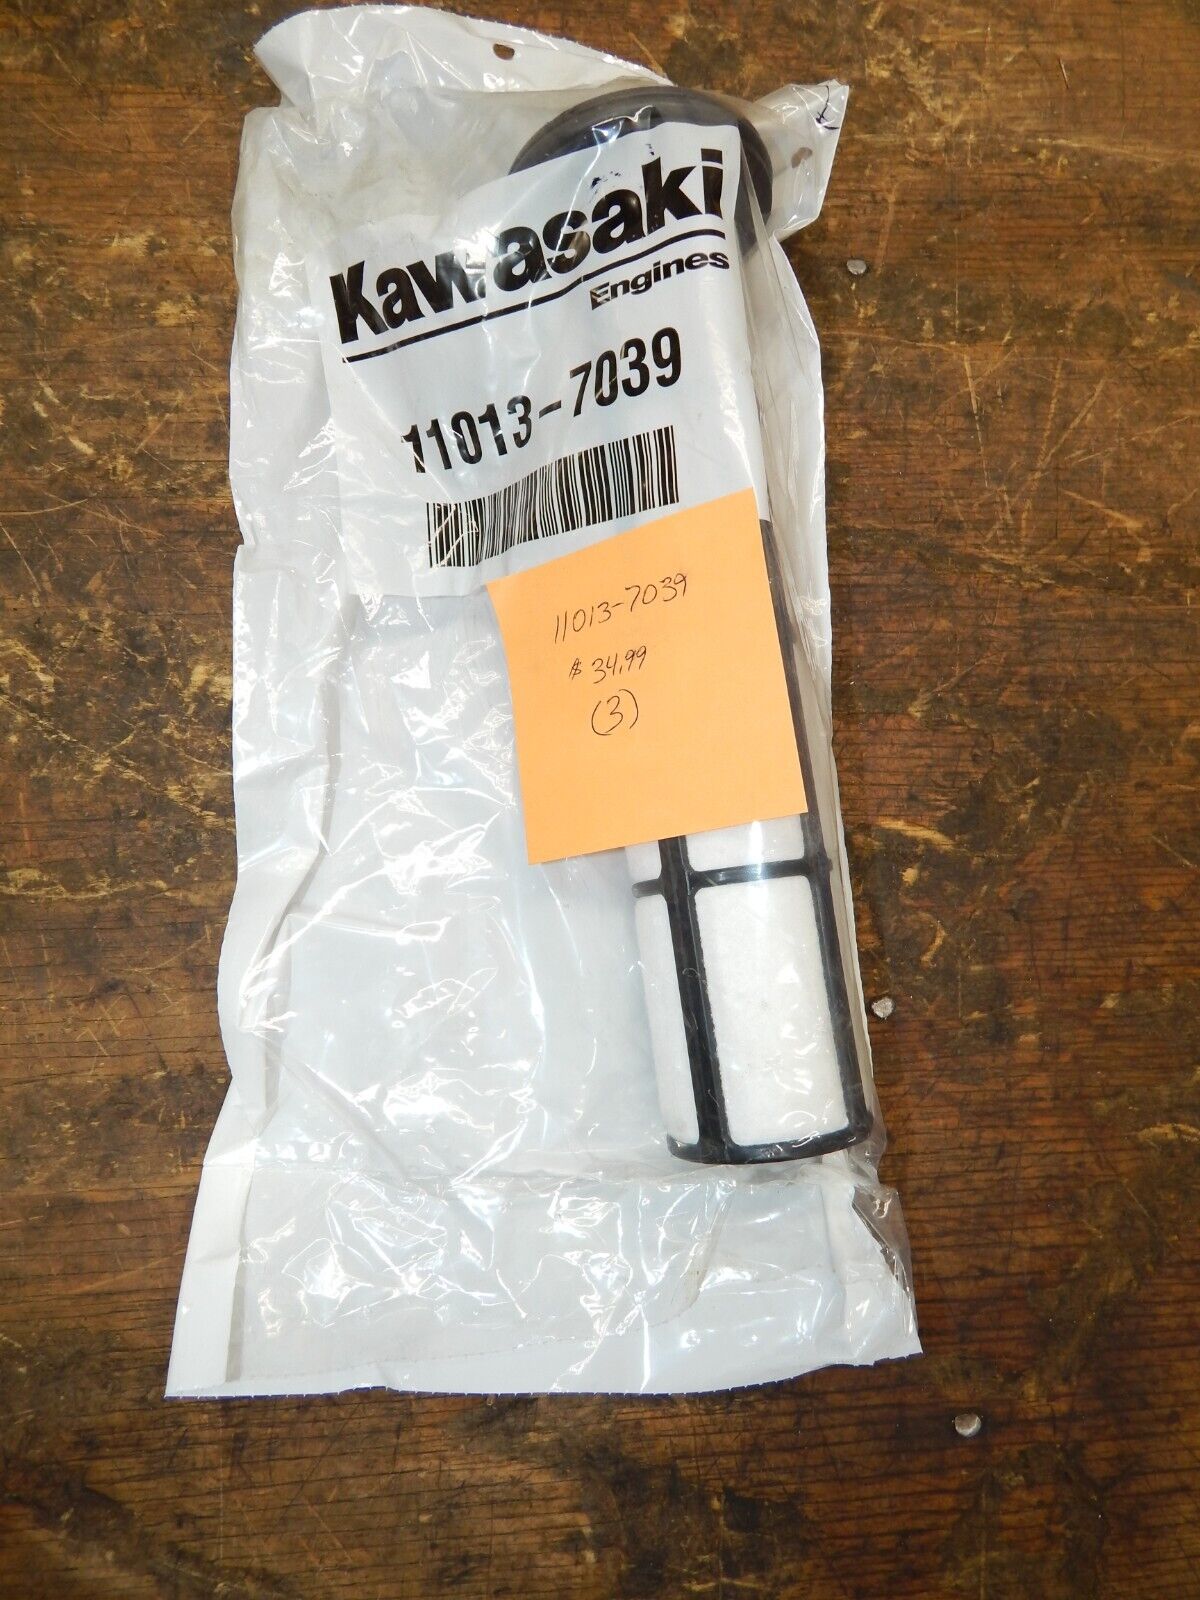 Kawasaki
Engines
11013-7039
11013-7039
$ 34.99
(3)